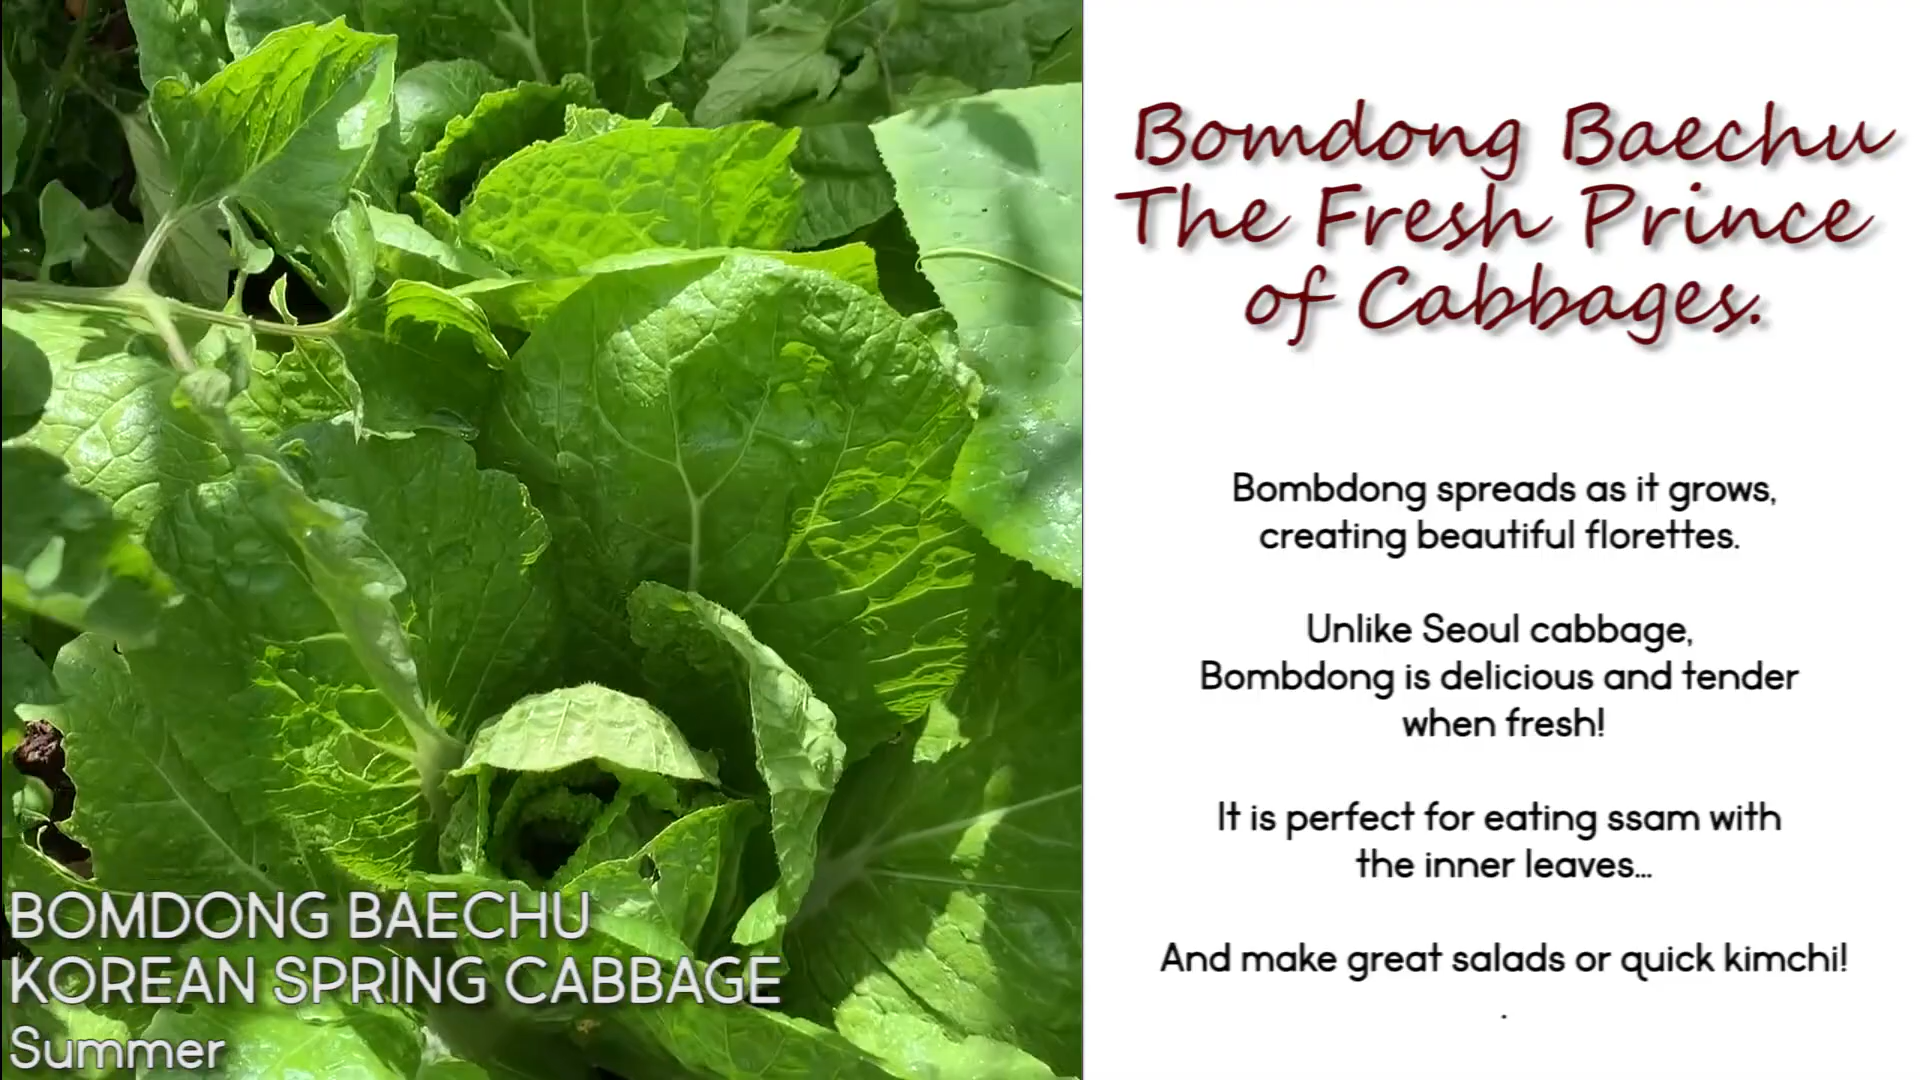 Bomdong Baechu
The Fresh Prince
of Cabbages.
Bombdong spreads as it grows,
creating beautiful florettes.
Unlike Seoul cabbage,
Bombdong is delicious and tender
when fresh!
It is perfect for eating ssam with
the inner leaves...
And make great salads or quick kimchi!
.
BOMDONG BAECHU
KOREAN SPRING CABBAGE
Summer